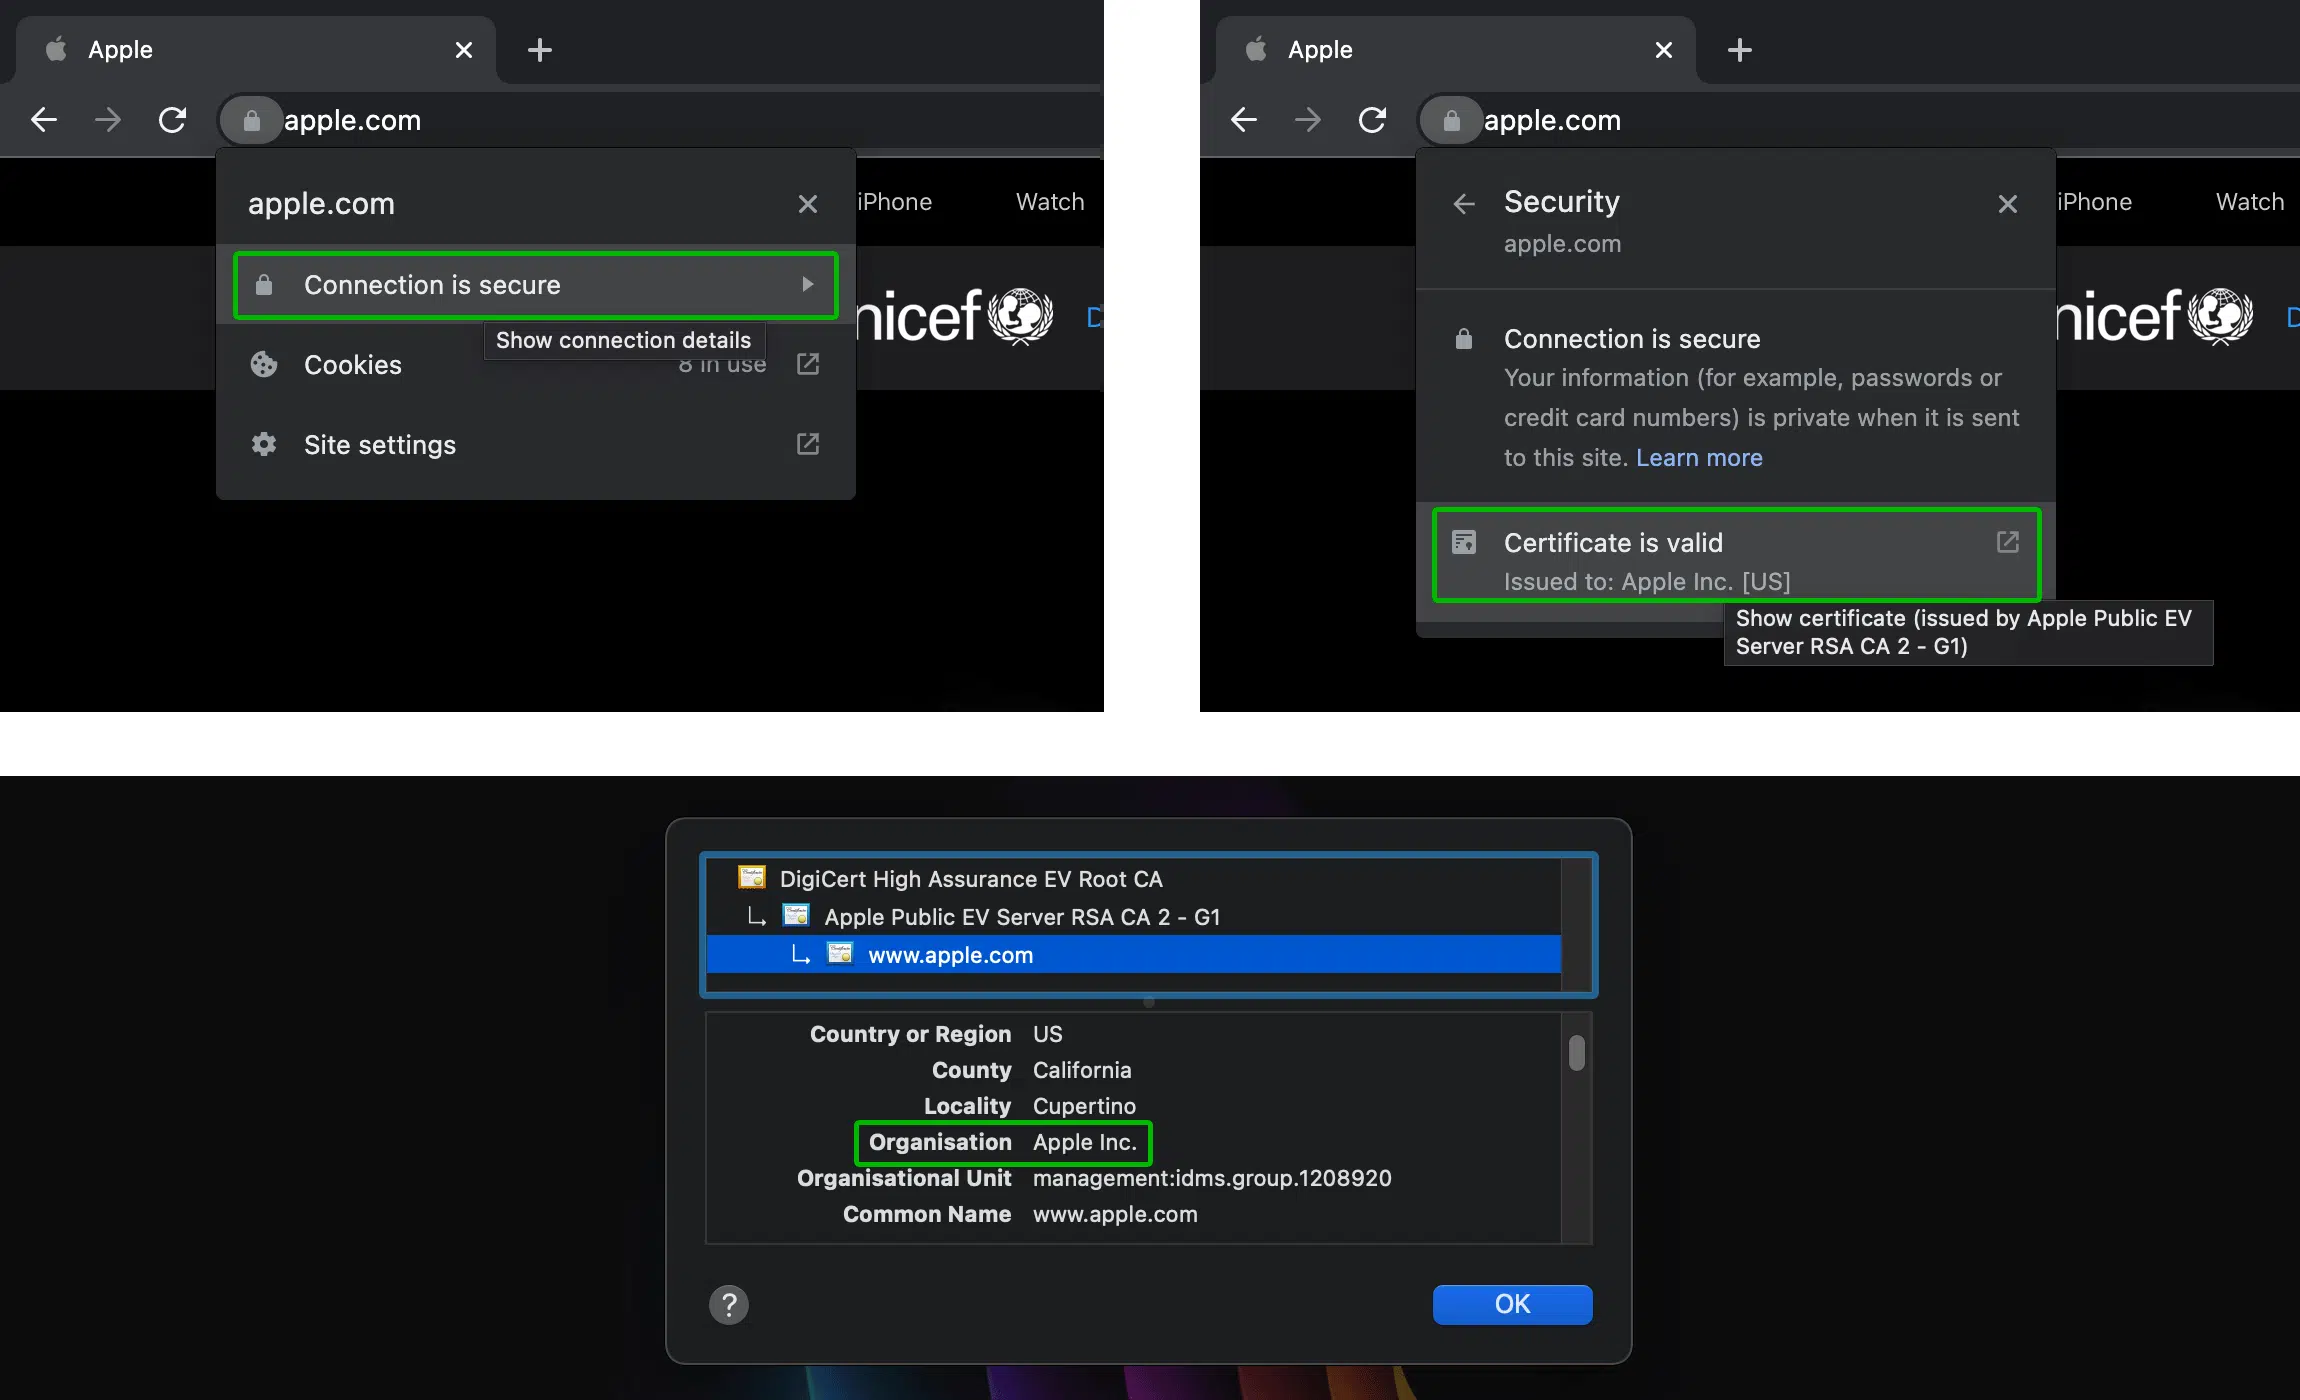 Apple
apple.com
apple.com
iPhone Watch
Connection is secure
Show connection details
Cookies 8 in use
Site settings
nicef
Apple
apple.com
Security
apple.com
iPhone Watch
Connection is secure
Your information (for example, passwords or
credit card numbers) is private when it is sent
to this site. Learn more
nicef
Certificate is valid
Issued to: Apple Inc. [US]
Show certificate (issued by Apple Public EV
Server RSA CA 2 - G1)
DigiCert High Assurance EV Root CA
Apple Public EV Server RSA CA 2 - G1
www.apple.com
Country or Region US
County California
Locality Cupertino
Organisation Apple Inc.
Organisational Unit management:idms.group.1208920
Common Name www.apple.com
?
OK